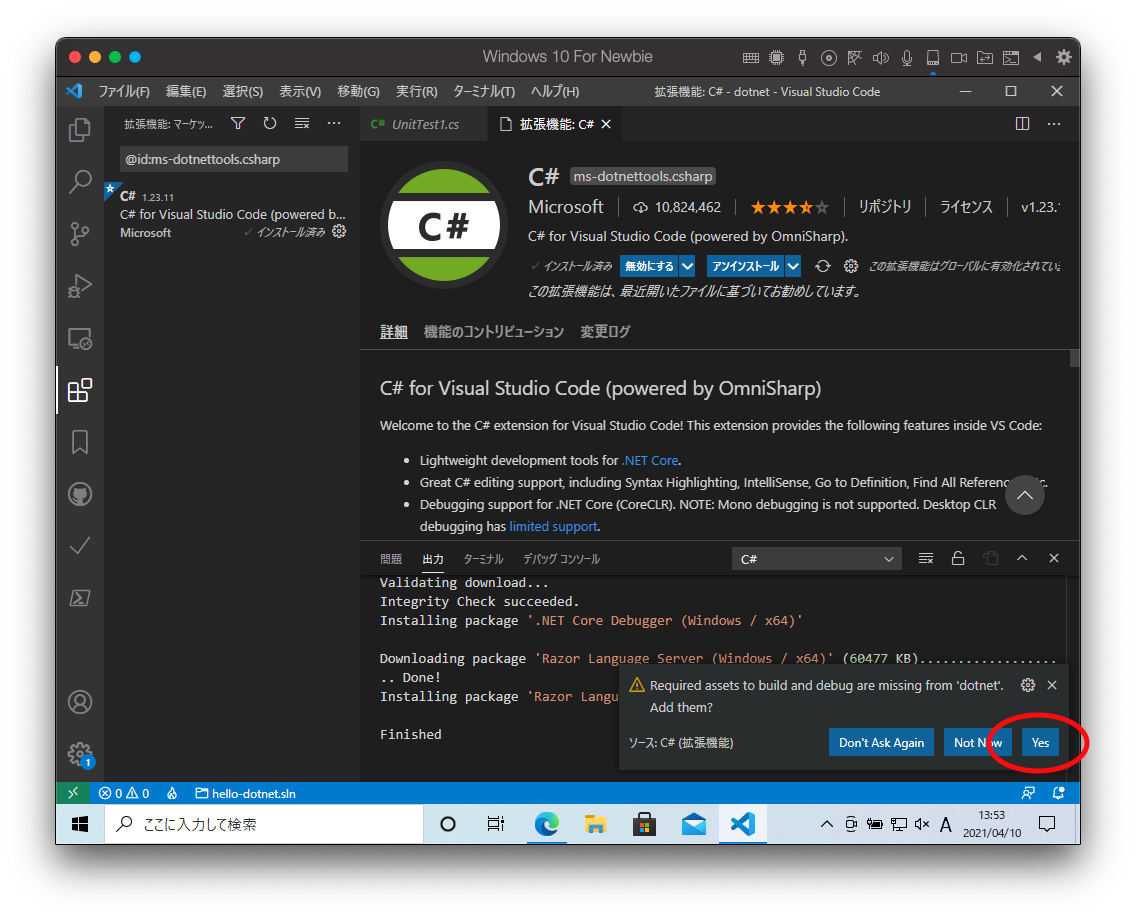 Windows 10 For Newbie
ファイル(F) 編集(E) 選択(S) 表示(V) 移動(G) 実行(R) ターミナル(T) ヘルプ(H) 拡張機能: C# - dotnet - Visual Studio Code
拡張機能: マーケッ... C# UnitTest1.cs 拡張機能: C#
@id:ms-dotnettools.csharp
C# 1.23.11
C# for Visual Studio Code (powered b...
Microsoft インストール済み
C#
C# ms-dotnettools.csharp
Microsoft 10,824,462 リポジトリ ライセンス v1.23.
C# for Visual Studio Code (powered by OmniSharp).
インストール済み 無効にする アンインストール この拡張機能はグローバルに有効化されてい
この拡張機能は、最近開いたファイルに基づいてお勧めしています。
詳細 機能のコントリビューション 変更ログ
C# for Visual Studio Code (powered by OmniSharp)
Welcome to the C# extension for Visual Studio Code! This extension provides the following features inside VS Code:
• Lightweight development tools for .NET Core.
• Great C# editing support, including Syntax Highlighting, IntelliSense, Go to Definition, Find All
• Debugging support for .NET Core (CoreCLR). NOTE: Mono debugging is not supported. Desktop CLR
debugging has limited support.
問題 出力 ターミナル デバッグ コンソール C#
Validating download...
Integrity Check succeeded.
Installing package '.NET Core Debugger (Windows / x64)'
Downloading package 'Razor Language Server (Windows / x64)' (60477 KB)..................
.. Done!
Installing package 'Razor
Finished
Required assets to build and debug are missing from 'dotnet'.
Add them?
ソース: C# (拡張機能) Don't Ask Again Not Now Yes
1
0 0 hello-dotnet.sln
ここに入力して検索 A 13:53
2021/04/10